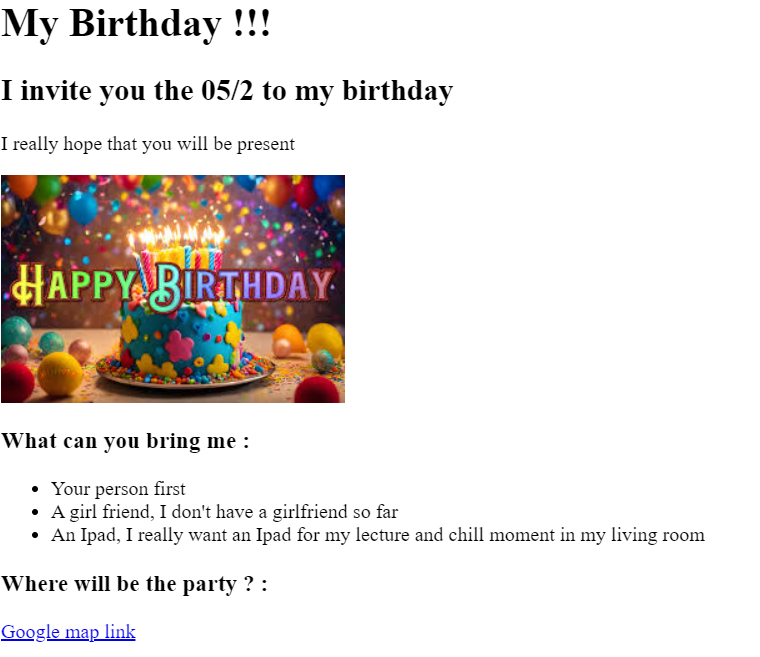 My Birthday !!!
I invite you the 05/2 to my birthday
I really hope that you will be present
Happy Birthday
What can you bring me :
Your person first
A girl friend, I don't have a girlfriend so far
An Ipad, I really want an Ipad for my lecture and chill moment in my living room
Where will be the party ? :
Google map link